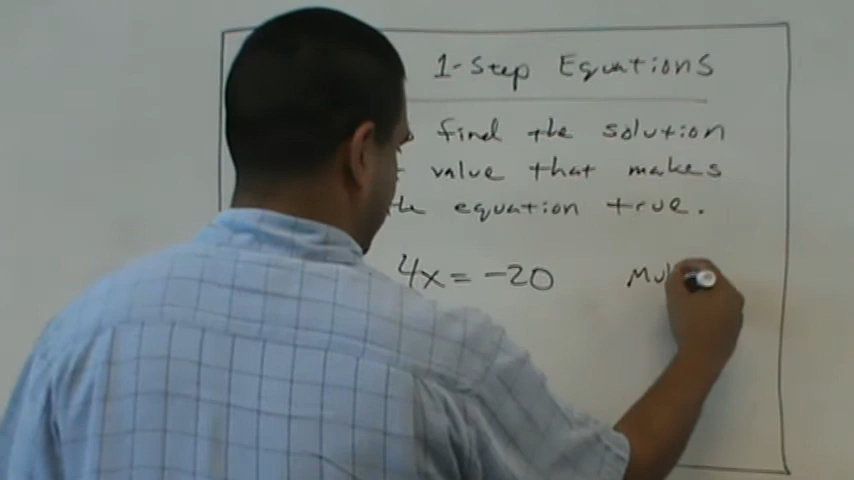 1-Step Equations
find the solution
value that makes
equation true.
4x = -20